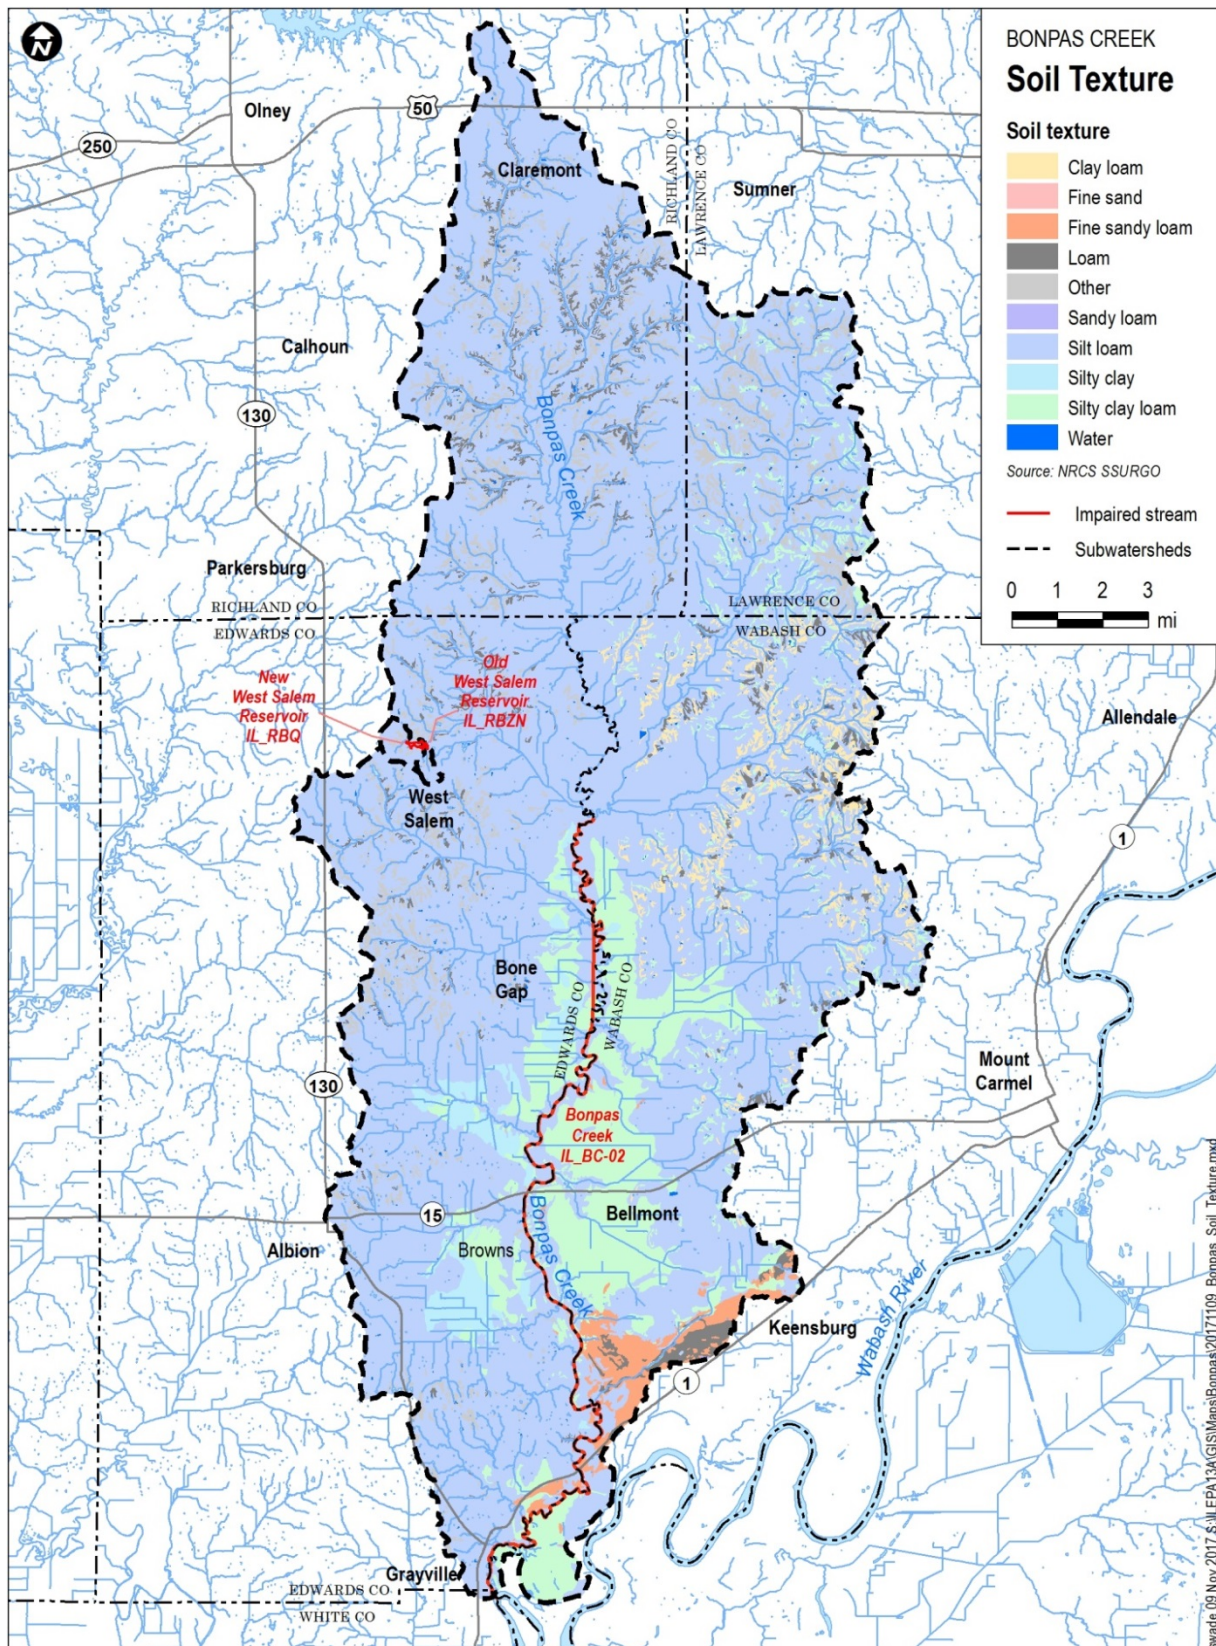 N
BONPAS CREEK
Soil Texture
Soil texture
Clay loam
Fine sand
Fine sandy loam
Loam
Other
Sandy loam
Silt loam
Silty clay
Silty clay loam
Water
Source: NRCS SSURGO
Impaired stream
Subwatersheds
0 1 2 3
mi
Olney
50
250
Claremont
RICHLAND CO
LAWRENCE CO
Sumner
Calhoun
130
Bonpas Creek
Parkersburg
RICHLAND CO
EDWARDS CO
LAWRENCE CO
WABASH CO
New
West Salem
Reservoir
IL_RBQ
Old
West Salem
Reservoir
IL_RBZN
Allendale
West
Salem
1
Bone
Gap
EDWARDS CO
WABASH CO
Mount
Carmel
130
Bonpas
Creek
IL_BC-02
15
Bonpas Creek
Bellmont
Albion
Browns
Keensburg
Wabash River
1
Grayville
EDWARDS CO
WHITE CO